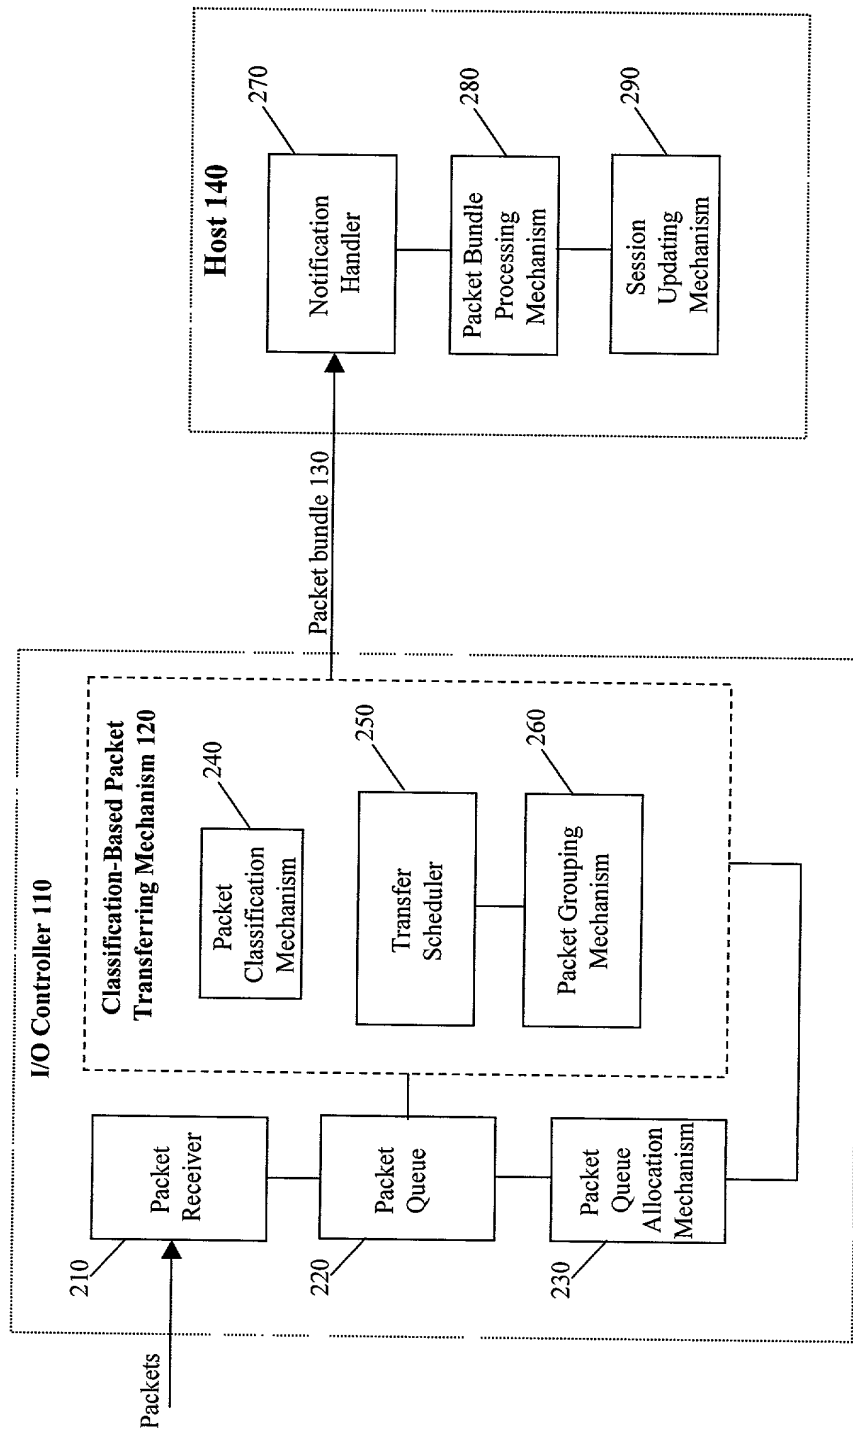 I/O Controller 110
Packets
210
Packet
Receiver
220
Packet
Queue
230
Packet
Queue
Allocation
Mechanism
Classification-Based Packet
Transferring Mechanism 120
240
Packet
Classification
Mechanism
250
Transfer
Scheduler
260
Packet Grouping
Mechanism
Packet bundle 130
Host 140
270
Notification
Handler
280
Packet Bundle
Processing
Mechanism
290
Session
Updating
Mechanism